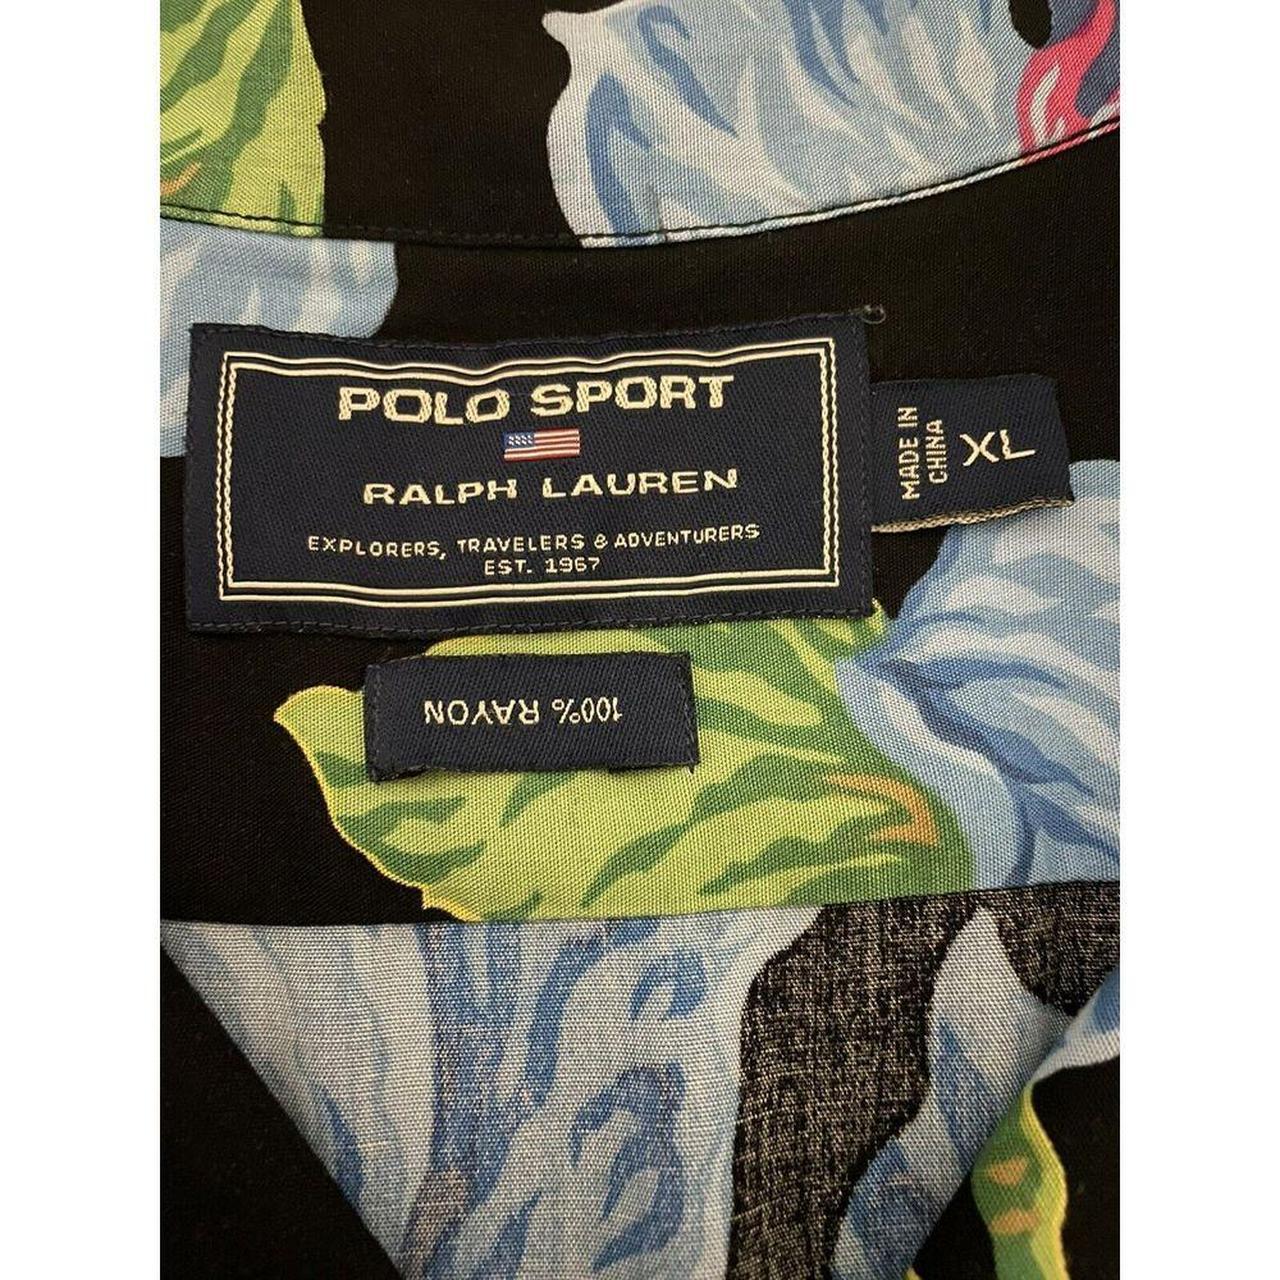 POLO SPORT
RALPH LAUREN
EXPLORERS, TRAVELERS & ADVENTURERS
EST. 1967
MADE IN
CHINA
XL
100% RAYON